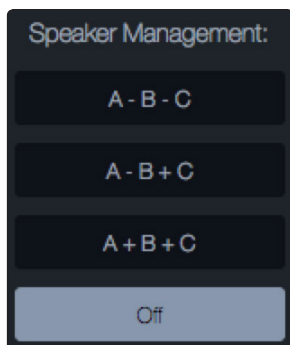 Speaker Management:
A - B - C
A - B + C
A + B + C
Off